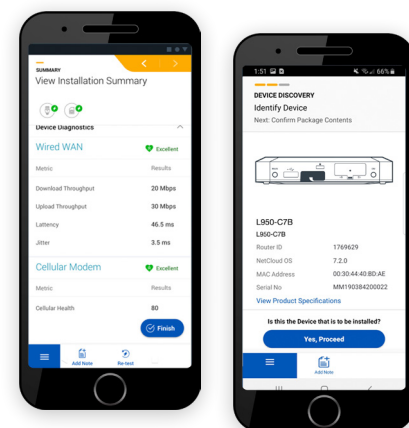 SUMMARY
View Installation Summary
Device Diagnostics
Wired WAN
Excellent
Metric Results
Download Throughput 20 Mbps
Upload Throughput 30 Mbps
Lattency 46.5 ms
Jitter 3.5 ms
Cellular Modem
Excellent
Metric Results
Cellular Health 80
Finish
Add Note
Re-test
1:51
66%
DEVICE DISCOVERY
Identify Device
Next: Confirm Package Contents
L950-C7B
L950-C7B
Router ID 1769629
NetCloud OS 7.2.0
MAC Address 00:30:44:40:BD:AE
Serial No MM190384200022
View Product Specifications
Is this the Device that is to be installed?
Yes, Proceed
Add Note